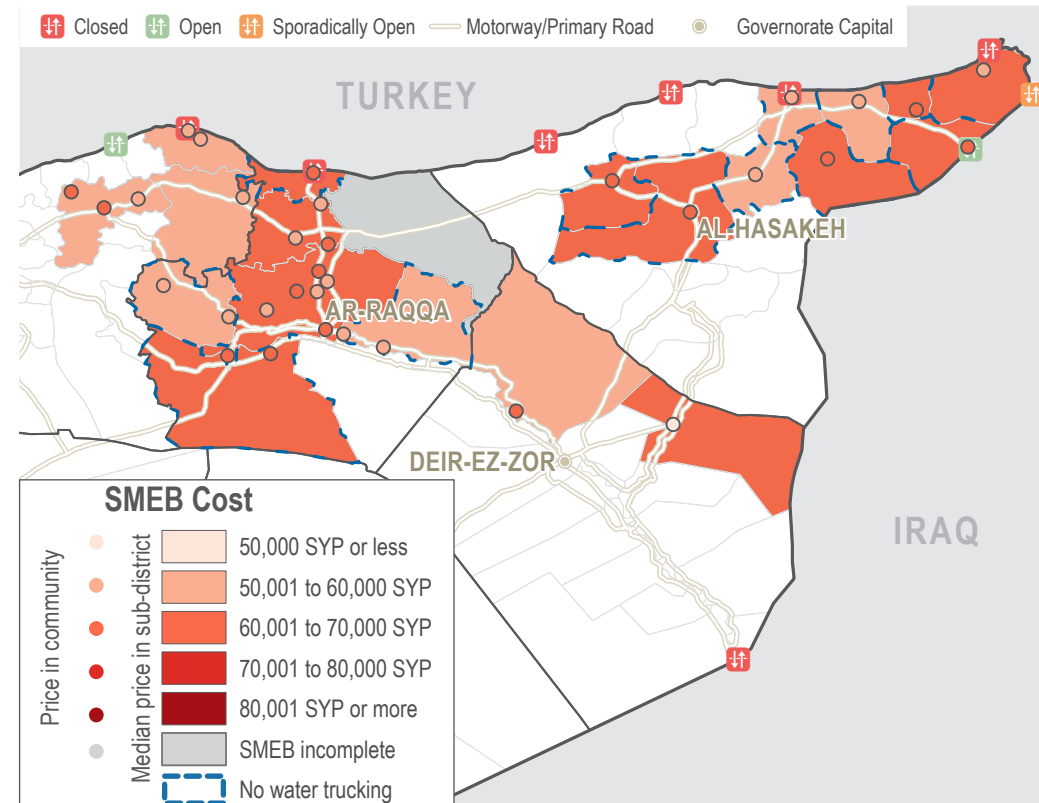 Closed Open Sporadically Open Motorway/Primary Road Governorate Capital
TURKEY
AL-HASAKEH
AR-RAQQA
DEIR-EZ-ZOR
IRAQ
SMEB Cost
Price in community
Median price in sub-district
50,000 SYP or less
50,001 to 60,000 SYP
60,001 to 70,000 SYP
70,001 to 80,000 SYP
80,001 SYP or more
SMEB incomplete
No water trucking